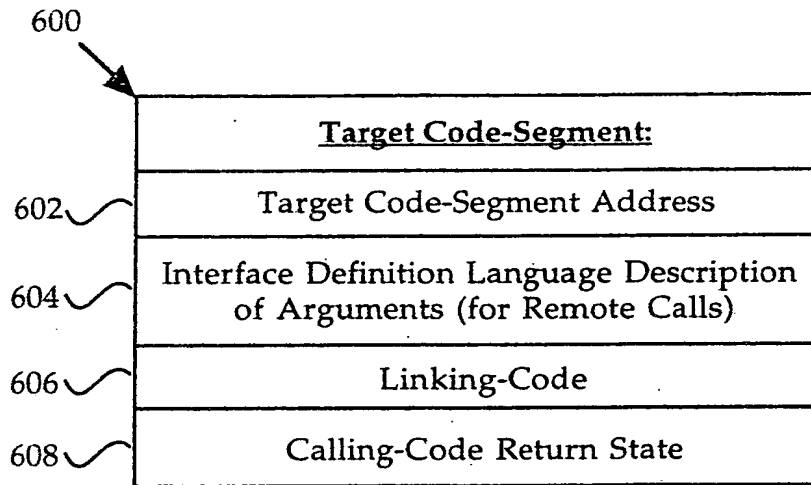 600
Target Code-Segment:
602
Target Code-Segment Address
604
Interface Definition Language Description
of Arguments (for Remote Calls)
606
Linking-Code
608
Calling-Code Return State